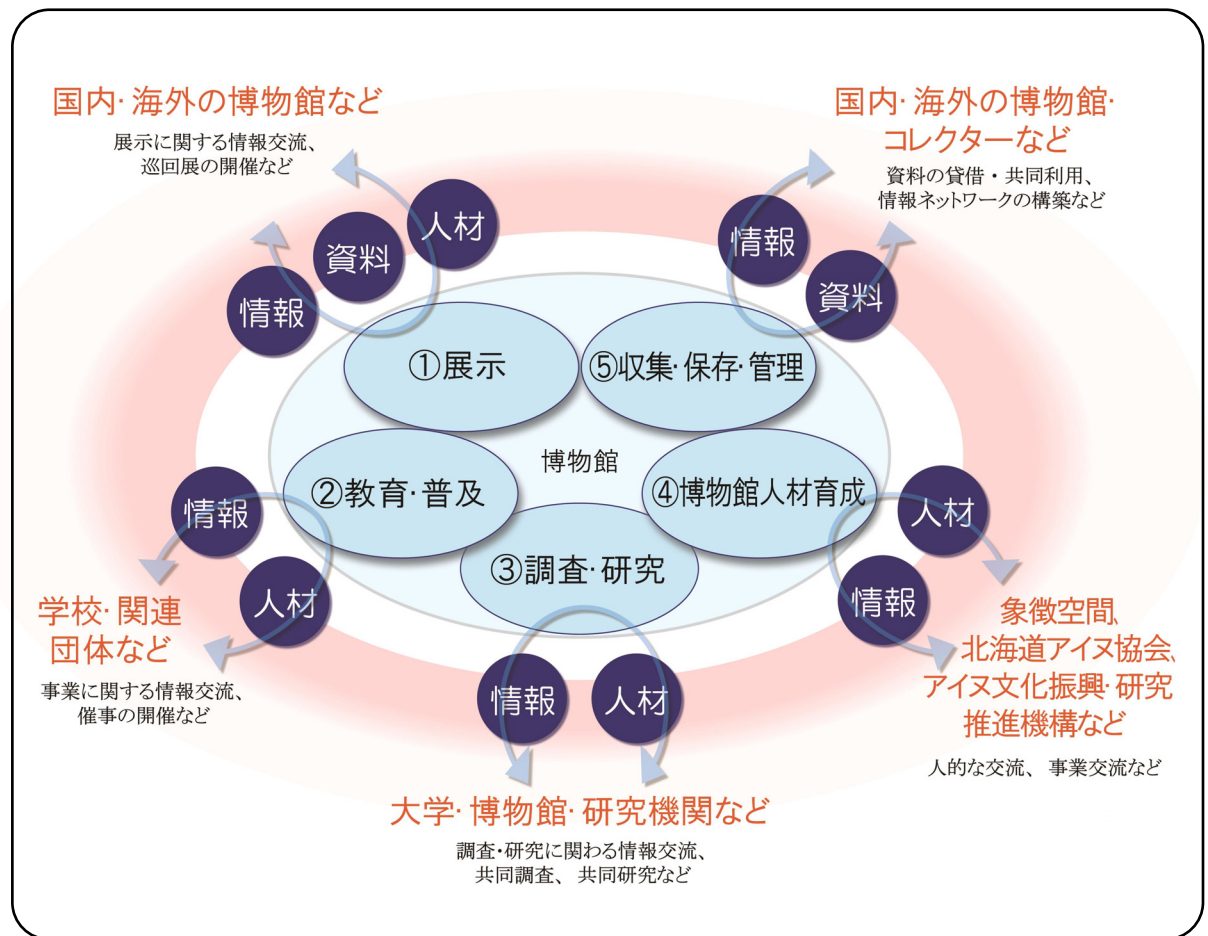 国内・海外の博物館など
展示に関する情報交流、
巡回展の開催など
国内・海外の博物館・
コレクターなど
資料の貸借・共同利用、
情報ネットワークの構築など
人材
資料
情報
情報
資料
①展示
⑤収集・保存・管理
博物館
②教育・普及
④博物館人材育成
③調査・研究
情報
人材
学校・関連
団体など
事業に関する情報交流、
催事の開催など
人材
情報
象徴空間、
北海道アイヌ協会、
アイヌ文化振興・研究
推進機構など
人的な交流、事業交流など
情報
人材
大学・博物館・研究機関など
調査・研究に関わる情報交流、
共同調査、共同研究など